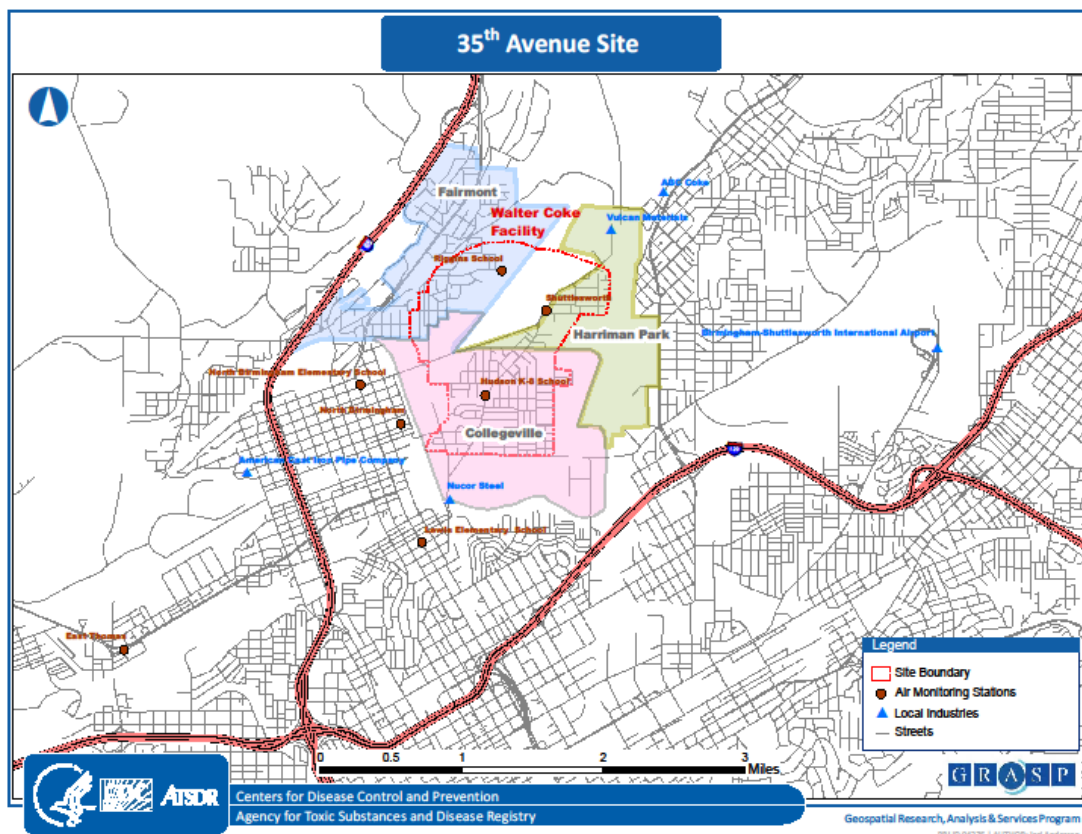 35th Avenue Site
Fairmont
Walter Coke
Facility
ABC Coke
Vulcan Materials
Riggins School
Shuttlesworth
Harriman Park
Birmingham-Shuttlesworth International Airport
North Birmingham Elementary School
Hudson K-8 School
North Birmingham
Collegeville
American Cast Iron Pipe Company
Nucor Steel
Lewis Elementary School
East Thomas
Legend
Site Boundary
Air Monitoring Stations
Local Industries
Streets
0 0.5 1 2 3
Miles
CDC ATSDR
Centers for Disease Control and Prevention
Agency for Toxic Substances and Disease Registry
GRASP
Geospatial Research, Analysis & Services Program